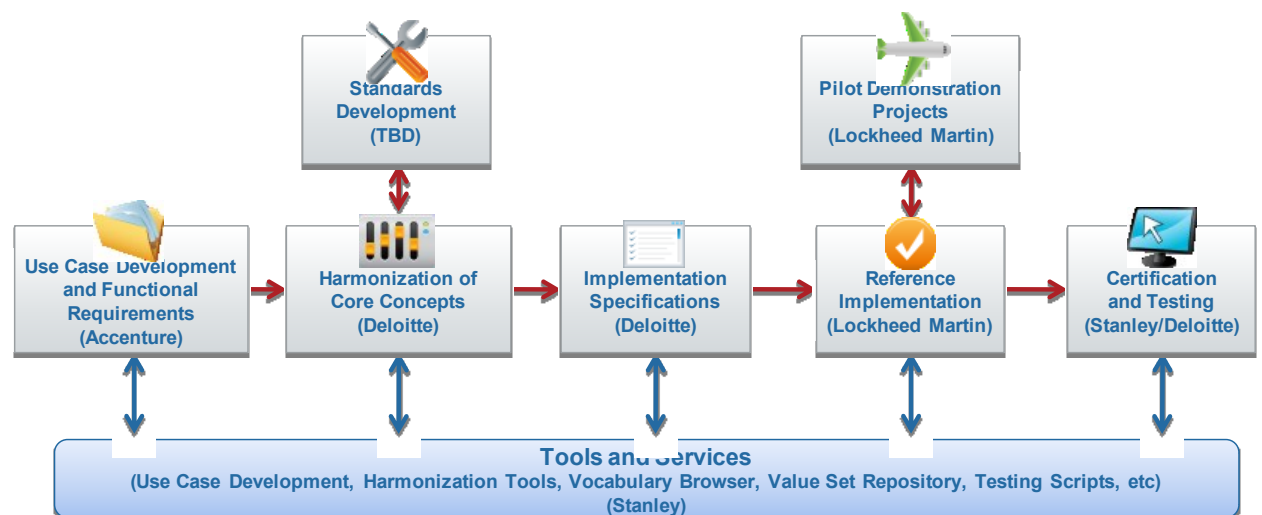 Standards
Development
(TBD)
Pilot Demonstration
Projects
(Lockheed Martin)
Use Case Development
and Functional
Requirements
(Accenture)
Harmonization of
Core Concepts
(Deloitte)
Implementation
Specifications
(Deloitte)
Reference
Implementation
(Lockheed Martin)
Certification
and Testing
(Stanley/Deloitte)
Tools and Services
(Use Case Development, Harmonization Tools, Vocabulary Browser, Value Set Repository, Testing Scripts, etc)
(Stanley)